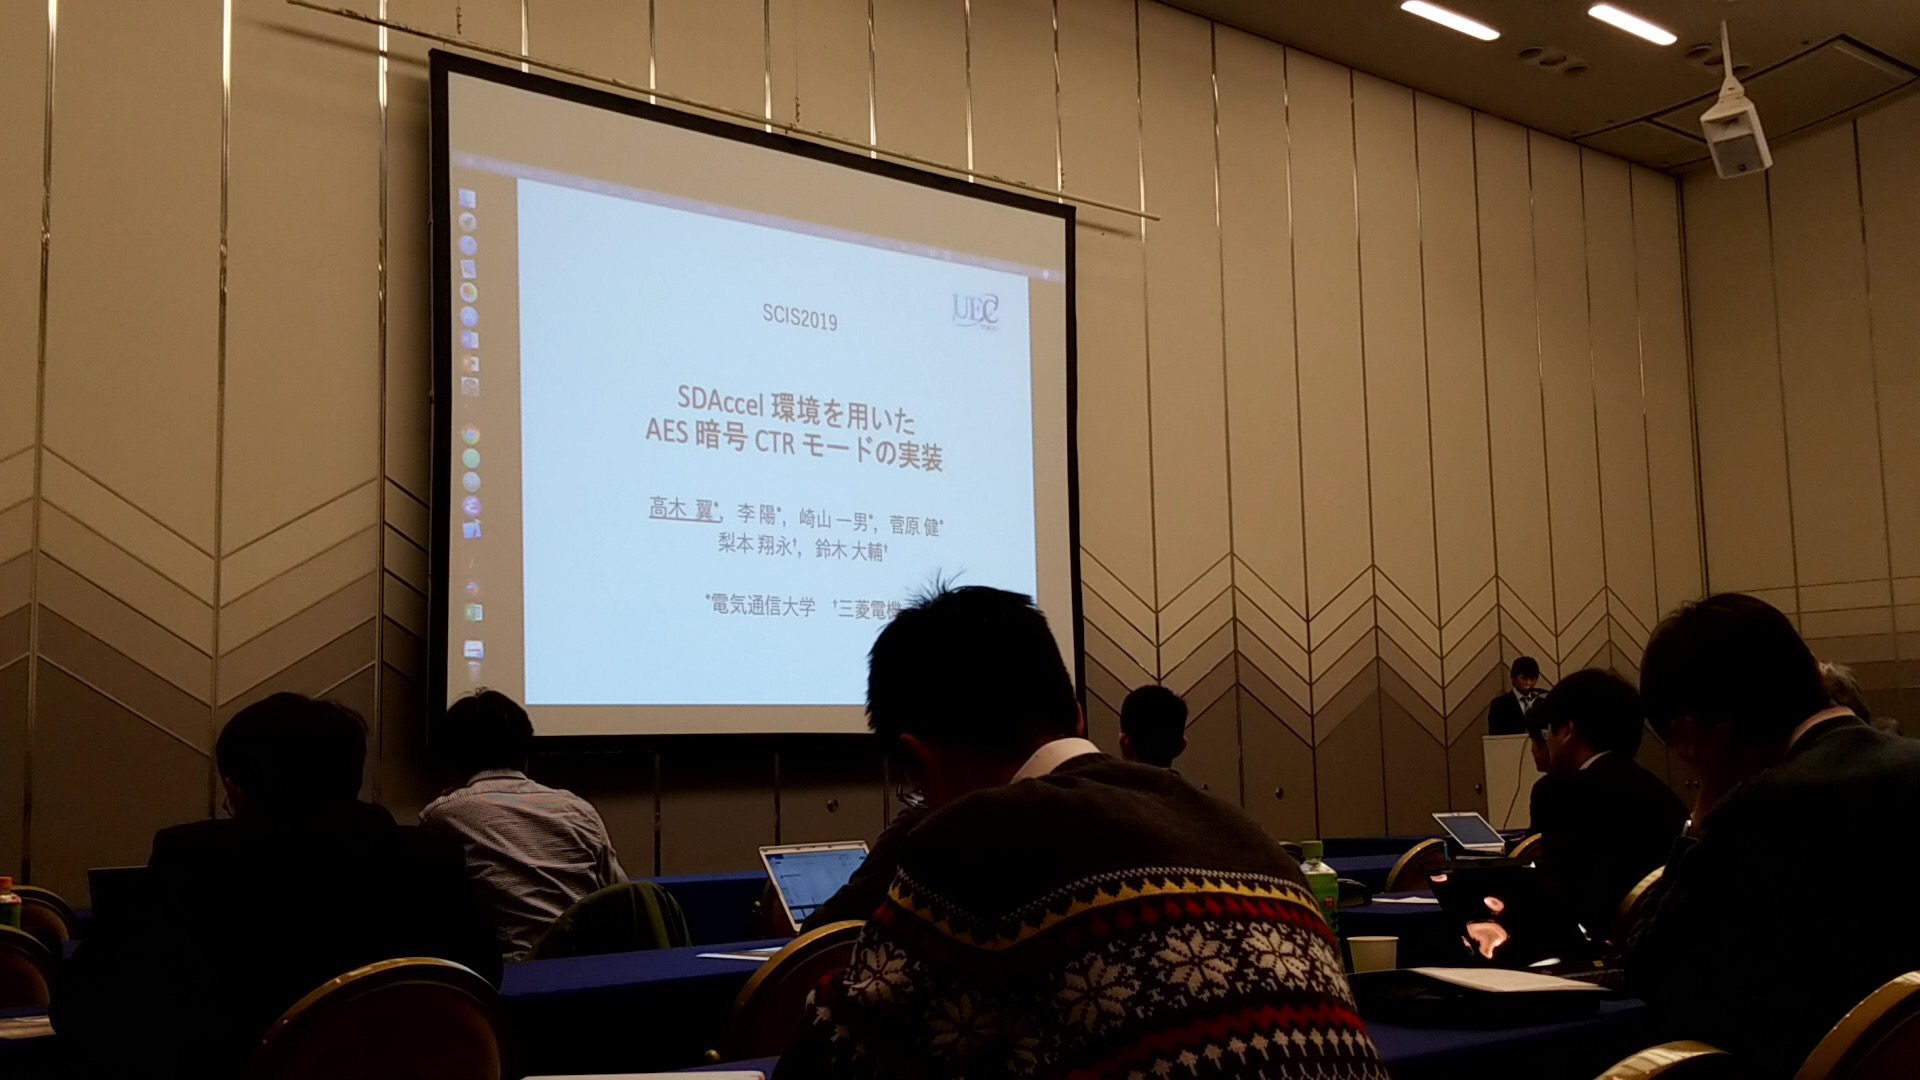 SCIS2019
UEC
SDAccel 環境を用いた
AES 暗号 CTR モードの実装
高木 翼*, 李 陽*, 崎山 一男*, 菅原 健*
梨本 翔永†, 鈴木 大輔†
*電気通信大学 †三菱電機